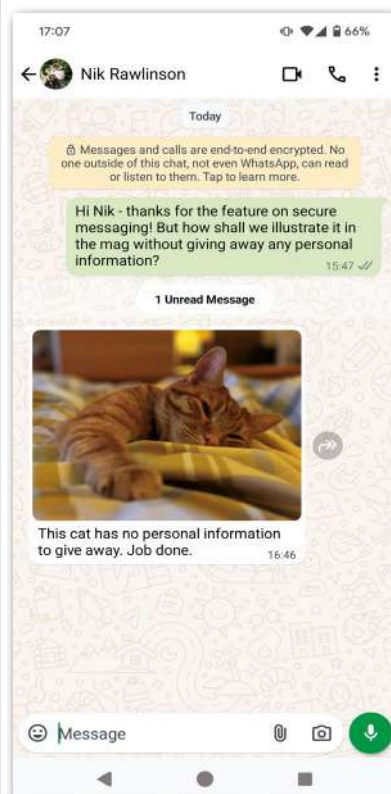 17:07
66%
Nik Rawlinson
Today
Messages and calls are end-to-end encrypted. No
one outside of this chat, not even WhatsApp, can read
or listen to them. Tap to learn more.
Hi Nik - thanks for the feature on secure
messaging! But how shall we illustrate it in
the mag without giving away any personal
information?
15:47
1 Unread Message
This cat has no personal information
to give away. Job done.
16:46
Message